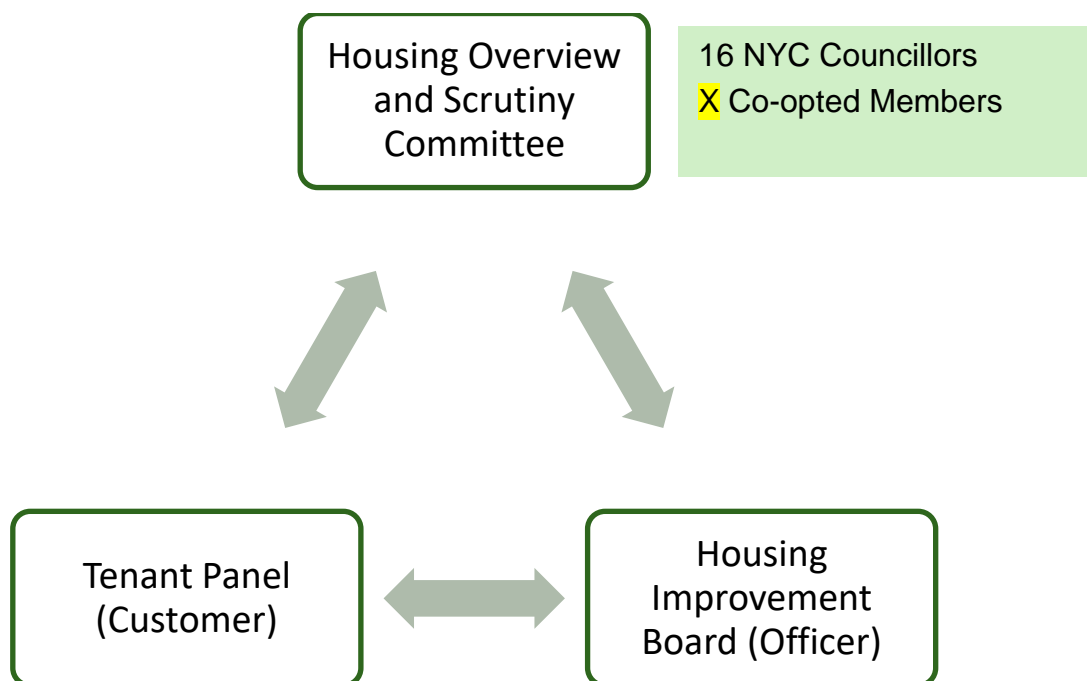 Housing Overview
and Scrutiny
Committee
16 NYC Councillors
X Co-opted Members
Tenant Panel
(Customer)
Housing
Improvement
Board (Officer)